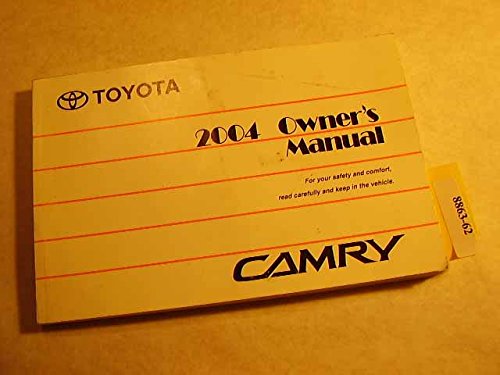 TOYOTA
2004 Owner's
Manual
For your safety and comfort,
read carefully and keep in the vehicle.
CAMRY
8863-62